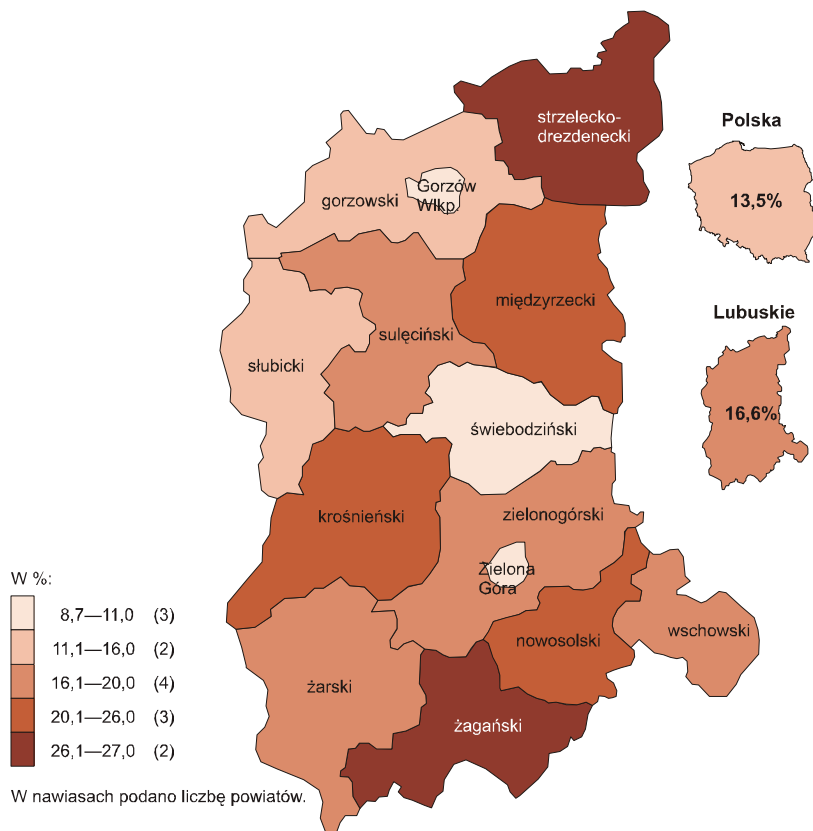 strzelecko-
drezdenecki
Polska
13,5%
gorzowski
Gorzów
Wlkp.
międzyrzecki
Lubuskie
16,6%
sulęciński
słubicki
świebodziński
krośnieński
zielonogórski
Zielona
Góra
nowosolski
wschowski
żarski
żagański
W %:
8,7—11,0 (3)
11,1—16,0 (2)
16,1—20,0 (4)
20,1—26,0 (3)
26,1—27,0 (2)
W nawiasach podano liczbę powiatów.